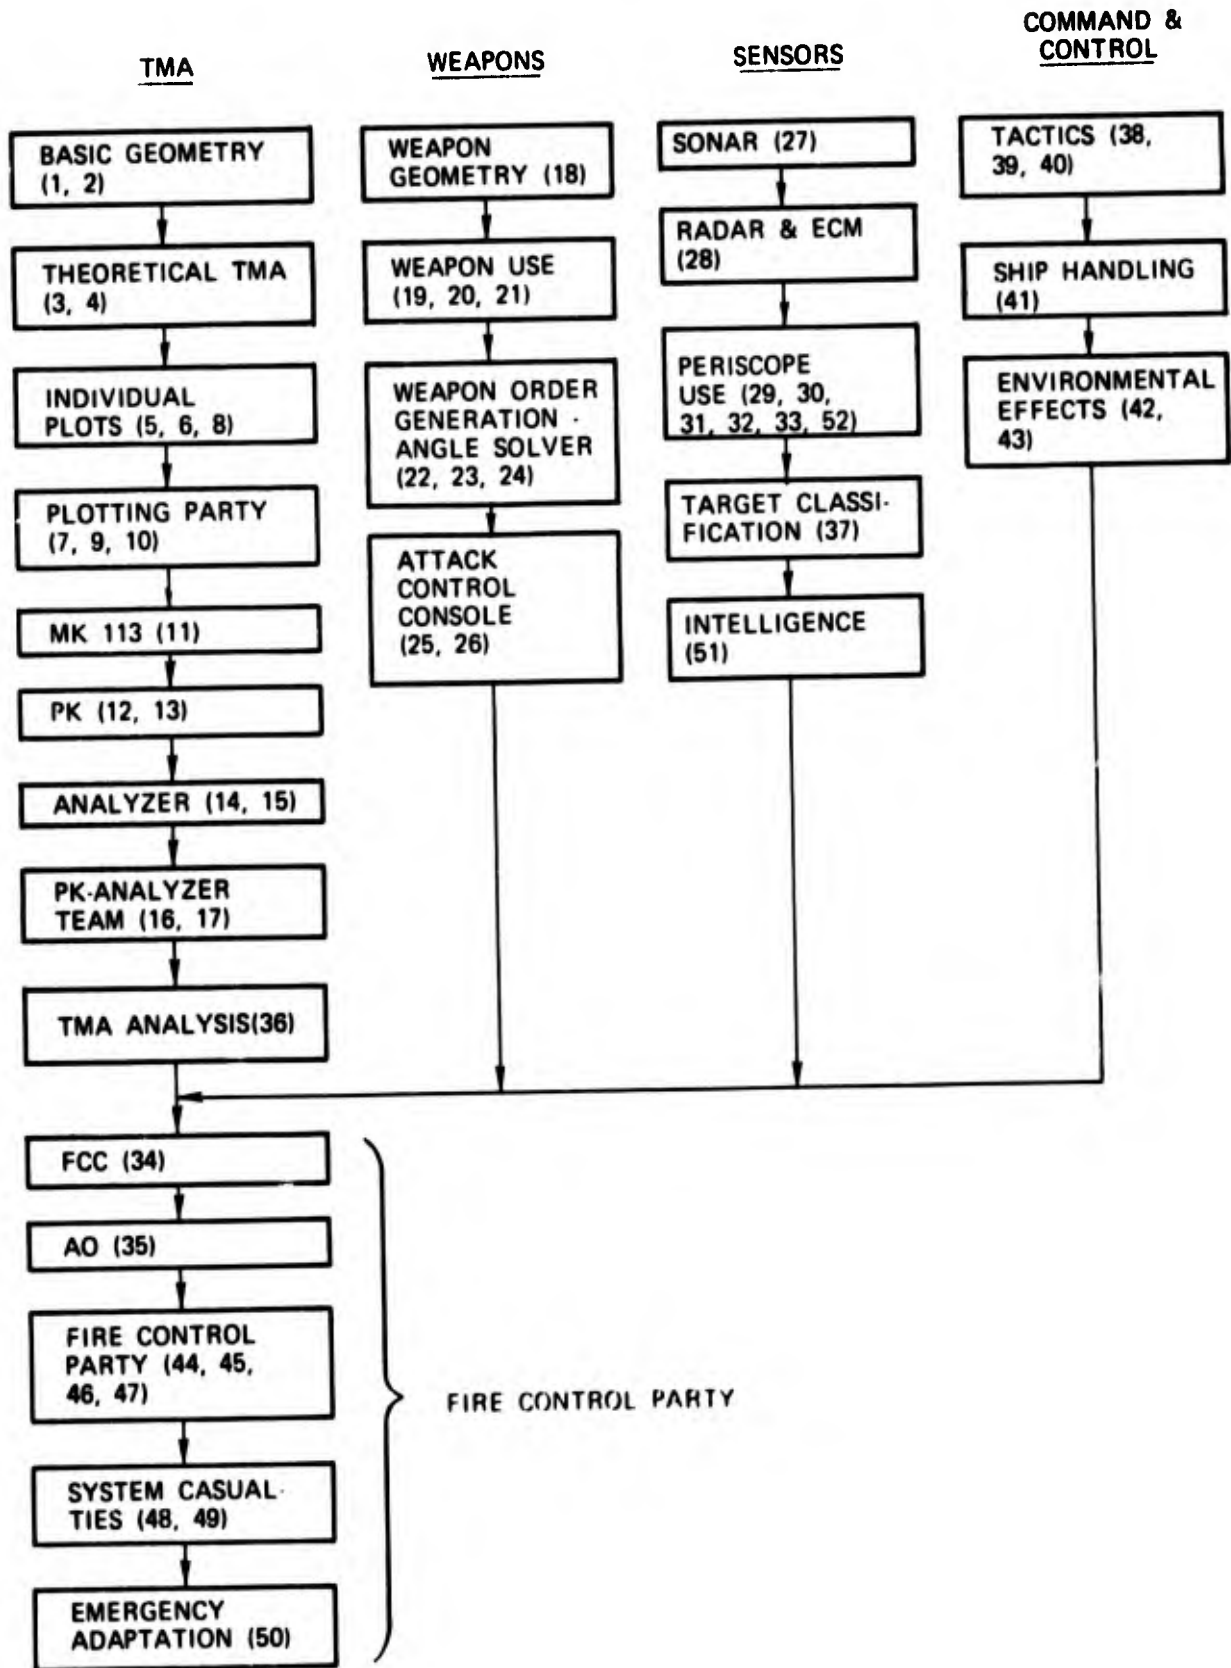 TMA
BASIC GEOMETRY
(1, 2)
THEORETICAL TMA
(3, 4)
INDIVIDUAL
PLOTS (5, 6, 8)
PLOTTING PARTY
(7, 9, 10)
MK 113 (11)
PK (12, 13)
ANALYZER (14, 15)
PK-ANALYZER
TEAM (16, 17)
TMA ANALYSIS(36)
WEAPONS
WEAPON
GEOMETRY (18)
WEAPON USE
(19, 20, 21)
WEAPON ORDER
GENERATION -
ANGLE SOLVER
(22, 23, 24)
ATTACK
CONTROL
CONSOLE
(25, 26)
SENSORS
SONAR (27)
RADAR & ECM
(28)
PERISCOPE
USE (29, 30,
31, 32, 33, 52)
TARGET CLASSI-
FICATION (37)
INTELLIGENCE
(51)
COMMAND &
CONTROL
TACTICS (38,
39, 40)
SHIP HANDLING
(41)
ENVIRONMENTAL
EFFECTS (42,
43)
FCC (34)
AO (35)
FIRE CONTROL
PARTY (44, 45,
46, 47)
SYSTEM CASUAL-
TIES (48, 49)
EMERGENCY
ADAPTATION (50)
FIRE CONTROL PARTY